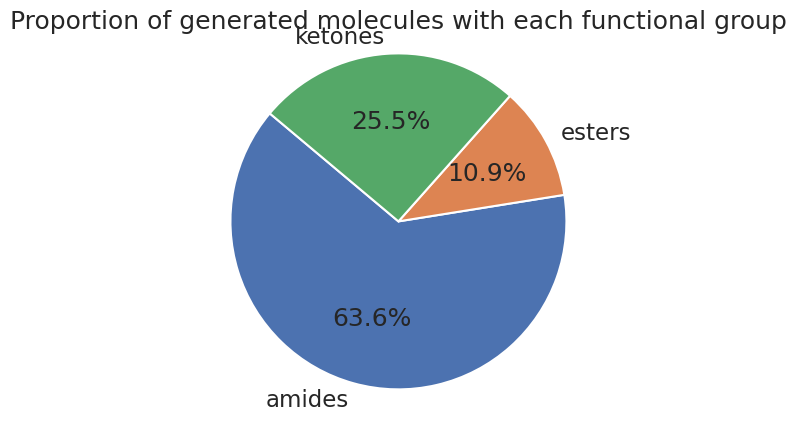 Proportion of generated molecules with each functional group
ketones
25.5%
esters
10.9%
63.6%
amides